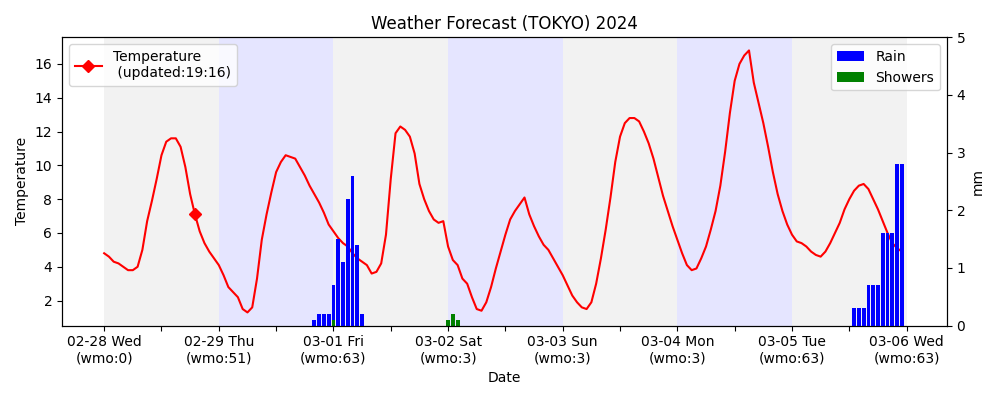 Weather Forecast (TOKYO) 2024
Temperature
(updated:19:16)
Rain
Showers
Temperature
16
14
12
10
8
6
4
2
5
4
3
2
1
0
mm
02-28 Wed
(wmo:0)
02-29 Thu
(wmo:51)
03-01 Fri
(wmo:63)
03-02 Sat
(wmo:3)
03-03 Sun
(wmo:3)
03-04 Mon
(wmo:3)
03-05 Tue
(wmo:63)
03-06 Wed
(wmo:63)
Date